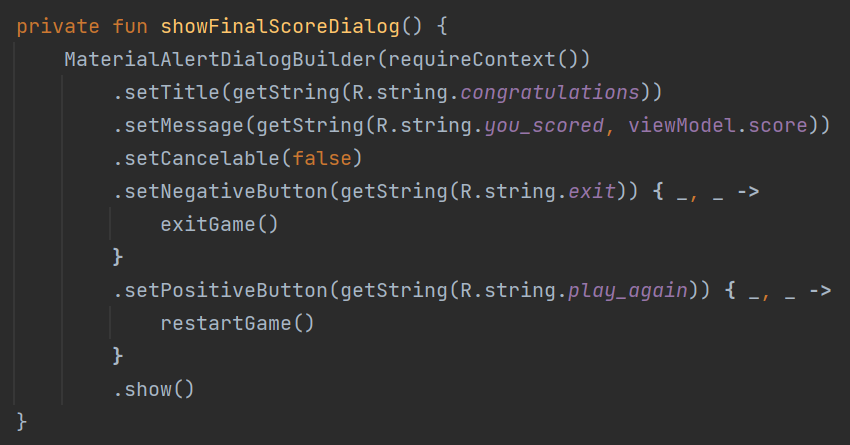 private fun showFinalScoreDialog() {
    MaterialAlertDialogBuilder(requireContext())
        .setTitle(getString(R.string.congratulations))
        .setMessage(getString(R.string.you_scored, viewModel.score))
        .setCancelable(false)
        .setNegativeButton(getString(R.string.exit)) { _, _ ->
            exitGame()
        }
        .setPositiveButton(getString(R.string.play_again)) { _, _ ->
            restartGame()
        }
        .show()
}